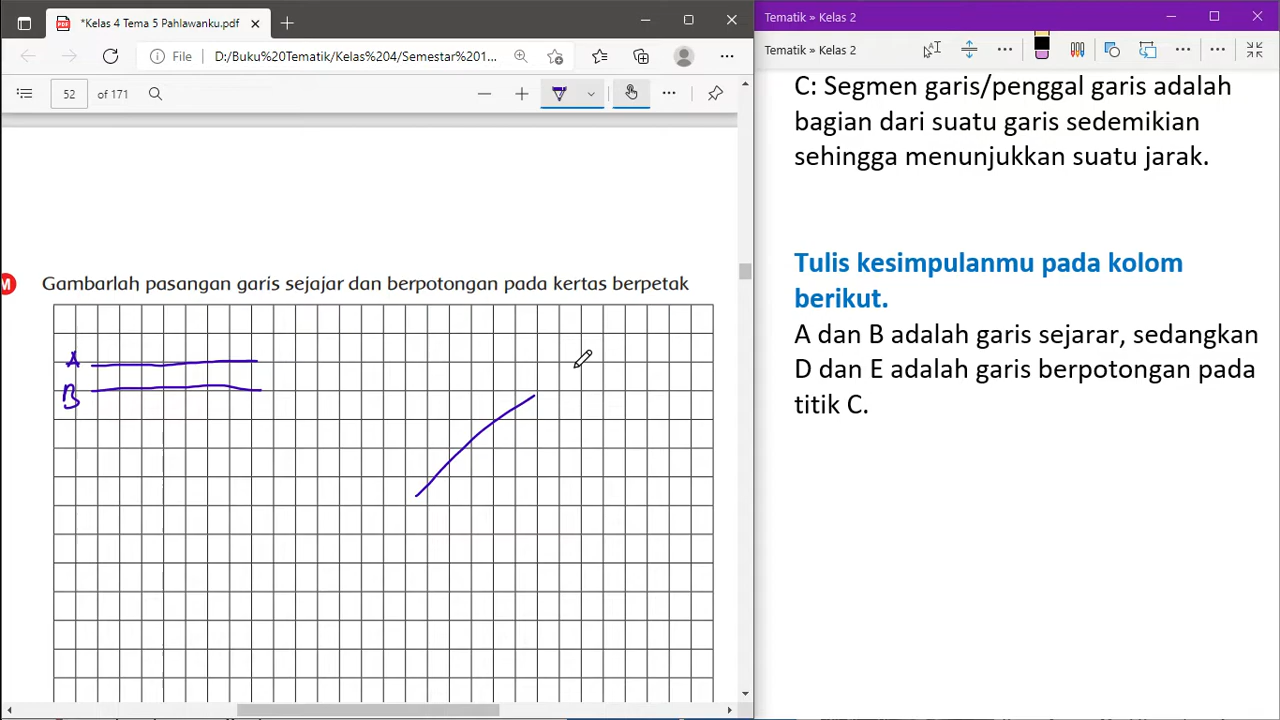 *Kelas 4 Tema 5 Pahlawanku.pdf
File
D:/Buku%20Tematik/Kelas%204/Semestar%201...
52 of 171
M
Gambarlah pasangan garis sejajar dan berpotongan pada kertas berpetak
A
B
Tematik » Kelas 2
Tematik » Kelas 2
C: Segmen garis/penggal garis adalah
bagian dari suatu garis sedemikian
sehingga menunjukkan suatu jarak.
Tulis kesimpulanmu pada kolom
berikut.
A dan B adalah garis sejarar, sedangkan
D dan E adalah garis berpotongan pada
titik C.